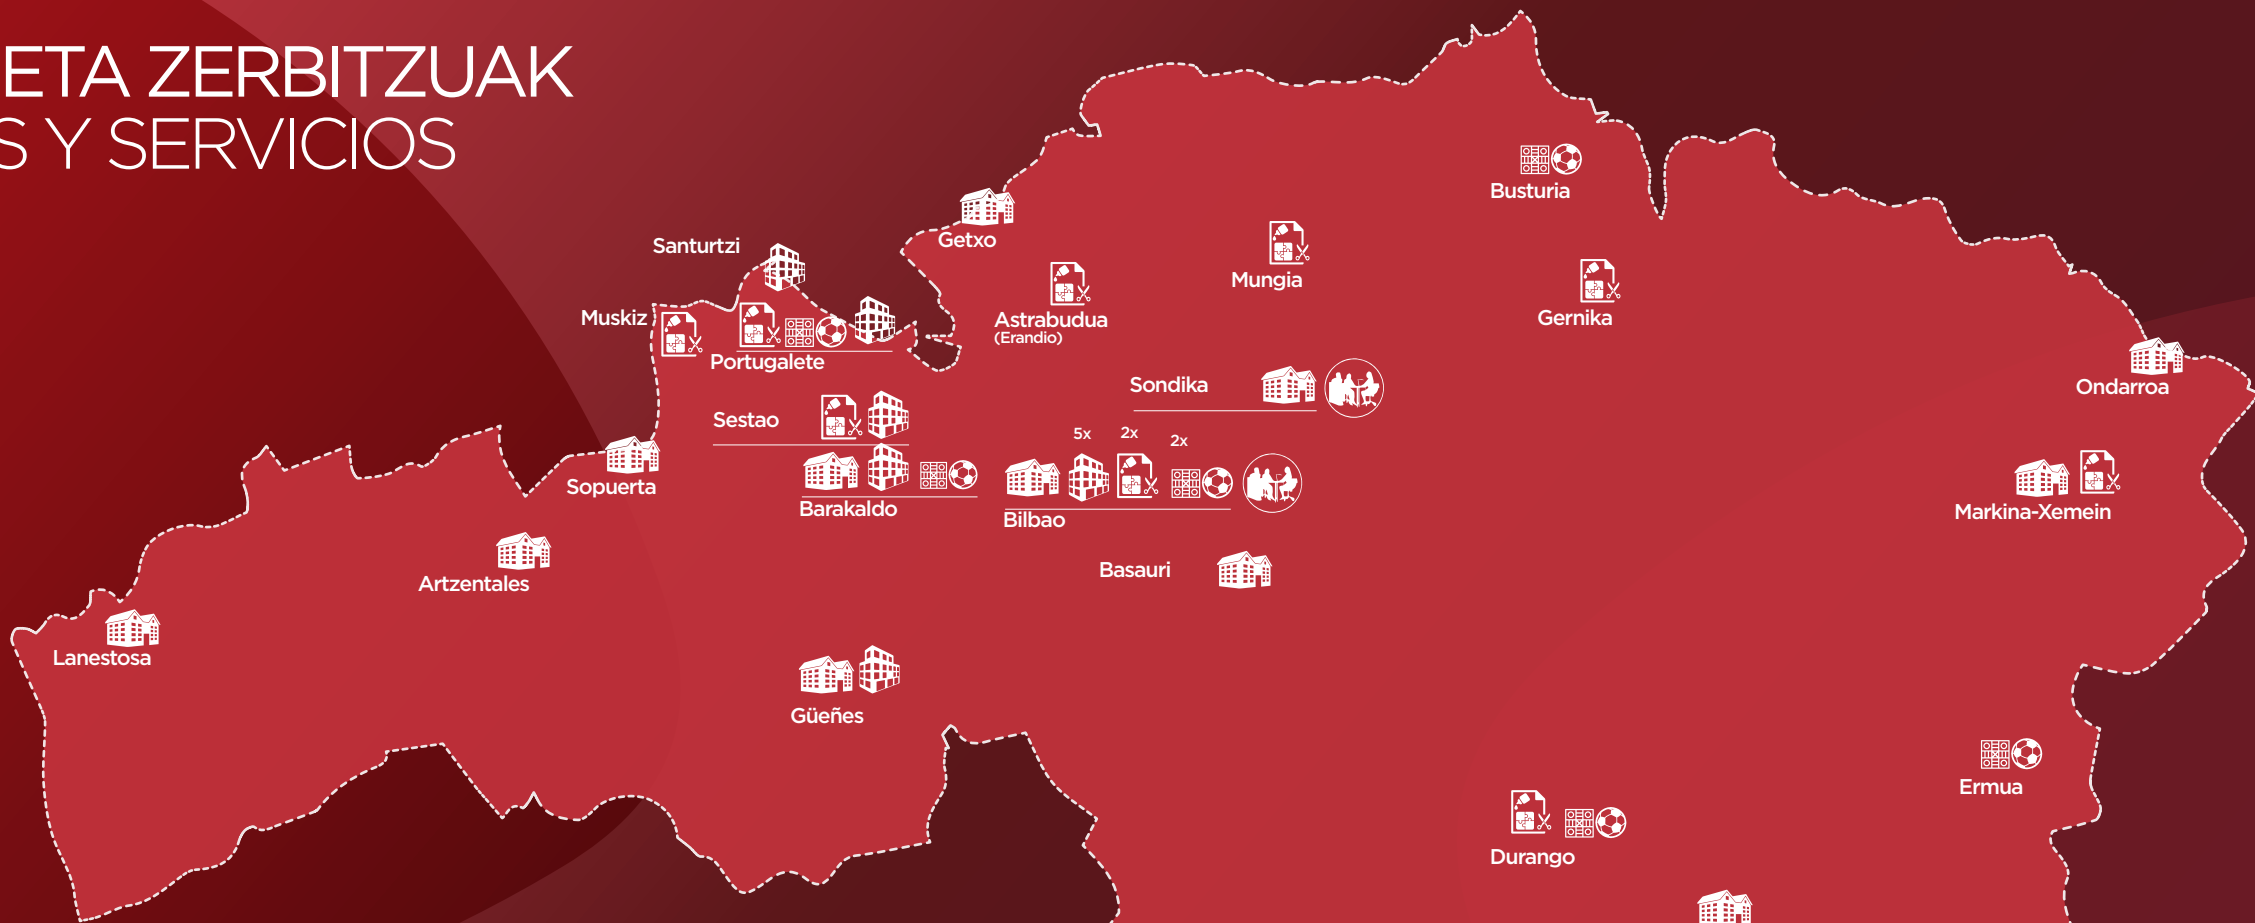 ETA ZERBITZUAK
S Y SERVICIOS
Busturia
Getxo
Santurtzi
Mungia
Muskiz
Astrabudua
(Erandio)
Gernika
Portugalete
Sondika
Ondarroa
Sestao
5x
2x
2x
Sopuerta
Barakaldo
Bilbao
Markina-Xemein
Basauri
Artzentales
Lanestosa
Güeñes
Ermua
Durango